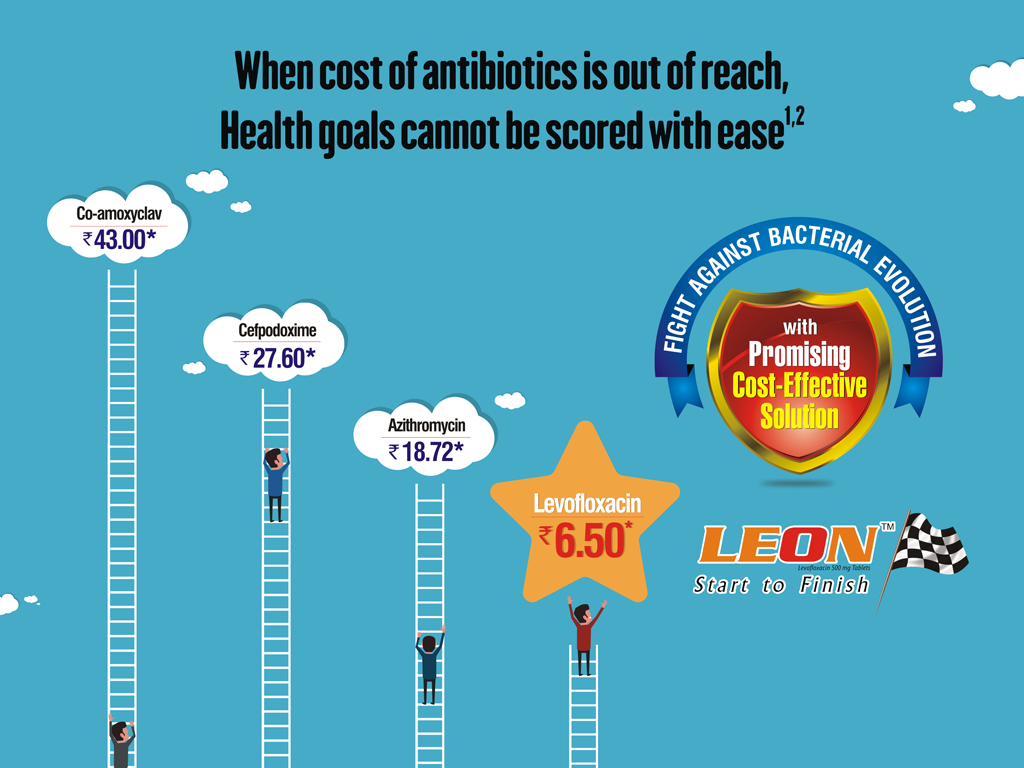 When cost of antibiotics is out of reach,
Health goals cannot be scored with ease1,2
Co-amoxyclav
₹43.00*
Cefpodoxime
₹27.60*
Azithromycin
₹18.72*
Levofloxacin
₹6.50*
FIGHT AGAINST BACTERIAL EVOLUTION
with
Promising
Cost-Effective
Solution
LEON™
Levofloxacin 500 mg Tablets
Start to Finish